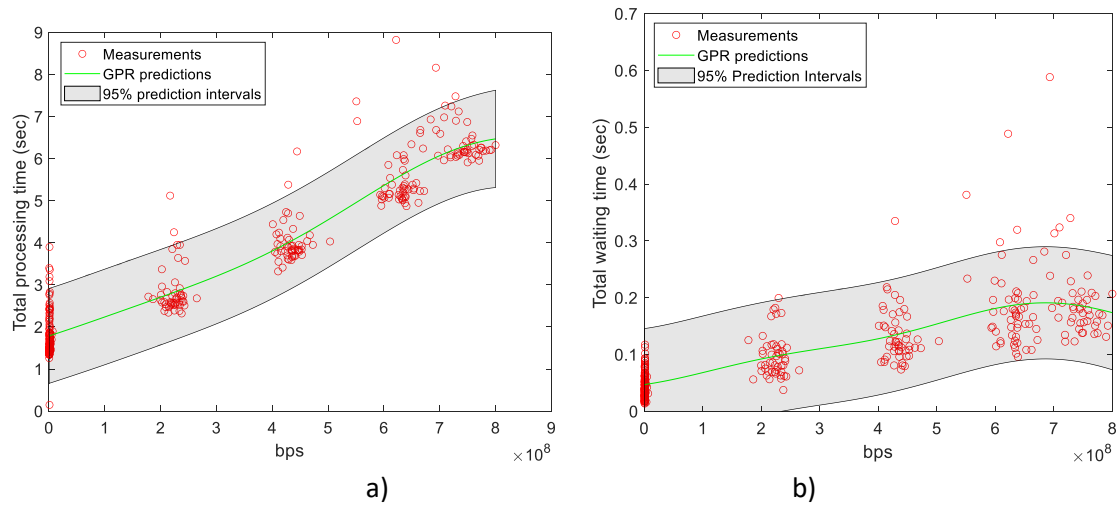 9
8
7
6
5
4
3
2
1
0
Total processing time (sec)
Measurements
GPR predictions
95% prediction intervals
0 1 2 3 4 5 6 7 8 9
bps
×10^8
a)
0.7
0.6
0.5
0.4
0.3
0.2
0.1
0
Total waiting time (sec)
Measurements
GPR predictions
95% Prediction Intervals
0 1 2 3 4 5 6 7 8
bps
×10^8
b)